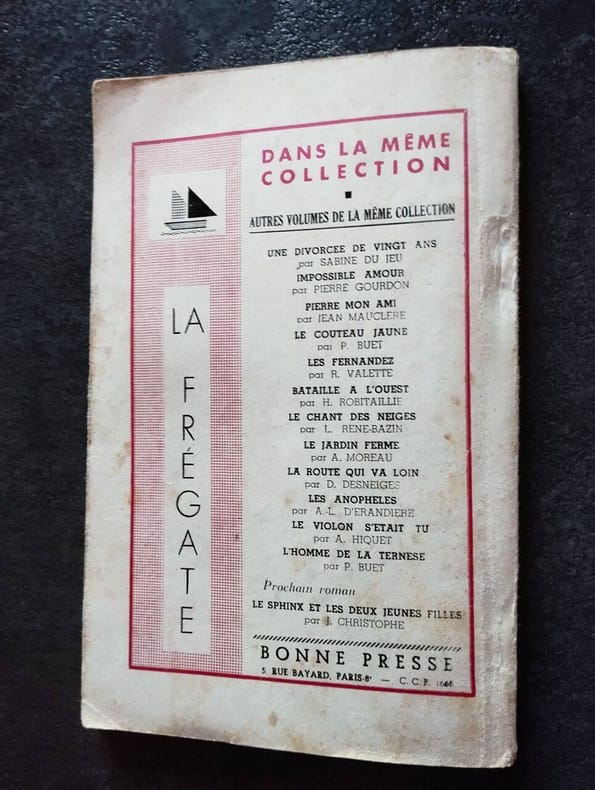 LA FRÉGATE
DANS LA MÊME
COLLECTION
AUTRES VOLUMES DE LA MÊME COLLECTION
UNE DIVORCEE DE VINGT ANS
par SABINE DU JEU
IMPOSSIBLE AMOUR
par PIERRE GOURDON
PIERRE MON AMI
par JEAN MAUCLERE
LE COUTEAU JAUNE
par P. BUET
LES FERNANDEZ
par R. VALETTE
BATAILLE A L'OUEST
par H. ROBITAILLIE
LE CHANT DES NEIGES
par L. RENE-BAZIN
LE JARDIN FERME
par A. MOREAU
LA ROUTE QUI VA LOIN
par D. DESNEIGES
LES ANOPHELES
par A.-L. D'ERANDIERE
LE VIOLON S'ETAIT TU
par A. HIQUET
L'HOMME DE LA TERNESE
par P. BUET
Prochain roman
LE SPHINX ET LES DEUX JEUNES FILLES
par J. CHRISTOPHE
BONNE PRESSE
5, RUE BAYARD, PARIS-8ᵉ — C. C. P. 1668